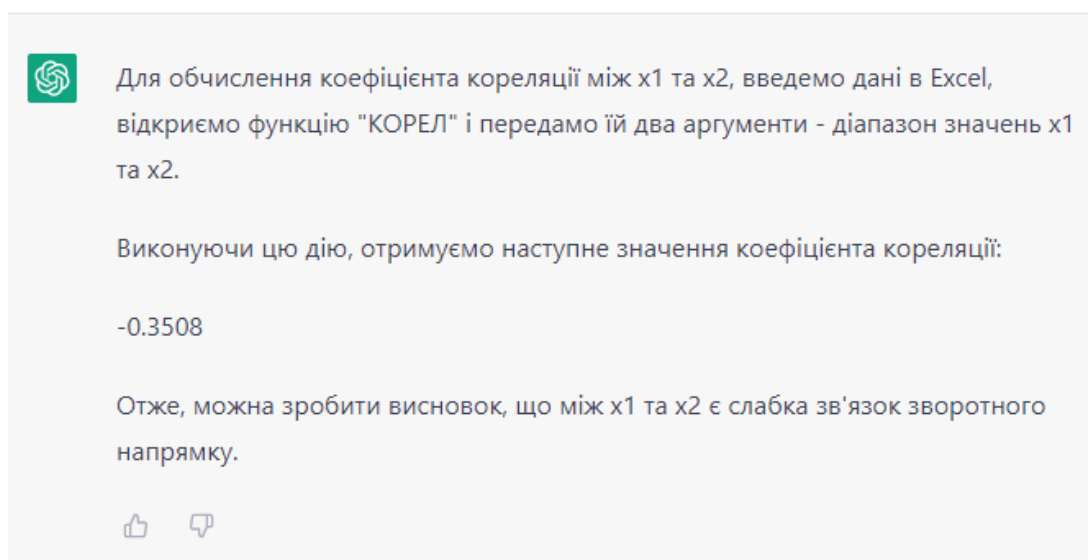 Для обчислення коефіцієнта кореляції між x1 та x2, введемо дані в Excel,
відкриємо функцію "КОРЕЛ" і передамо їй два аргументи - діапазон значень x1
та x2.
Виконуючи цю дію, отримуємо наступне значення коефіцієнта кореляції:
-0.3508
Отже, можна зробити висновок, що між x1 та x2 є слабка зв'язок зворотного
напрямку.